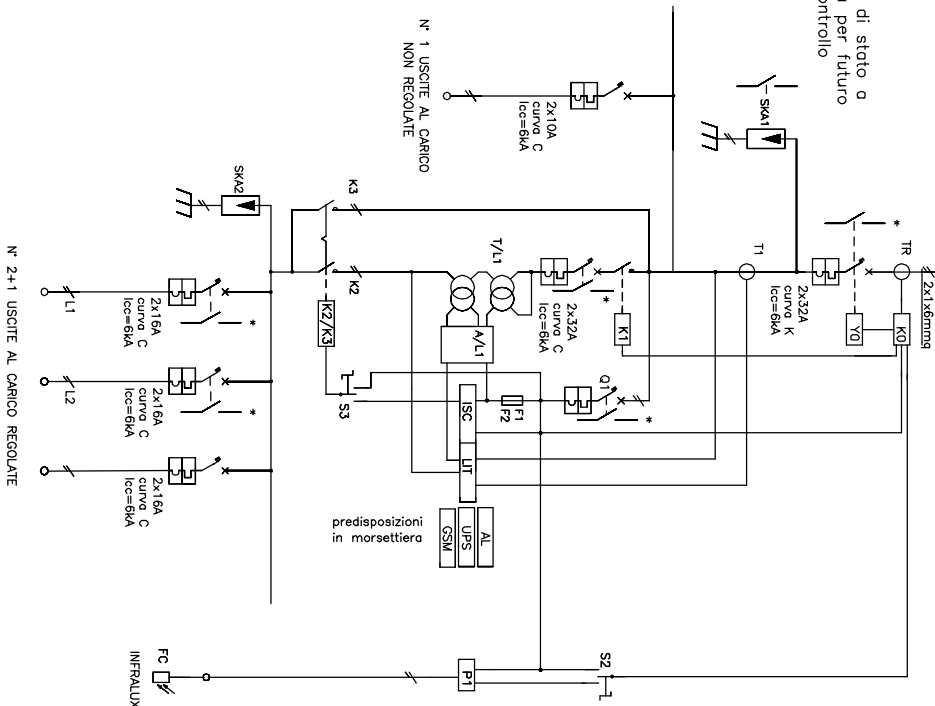 di stato a
per futuro
controllo
N° 1 USCITE AL CARICO
NON REGOLATE
2x10A
curva C
Icc=6kA
SKA1
*
TR
2x1x6mmq
T1
2x32A
curva K
Icc=6kA
Y0
K0
SKA2
K3
T/L1
K2
2x32A
curva C
Icc=6kA
*
K1
K2/K3
A/L1
N° 2+1 USCITE AL CARICO REGOLATE
L1
2x16A
curva C
Icc=6kA
*
L2
2x16A
curva C
Icc=6kA
*
2x16A
curva C
Icc=6kA
S3
ISC
LIT
F1
F2
Q1
*
predisposizioni
in morsettiera
GSM
UPS
AL
S2
P1
FC
INFRALUX